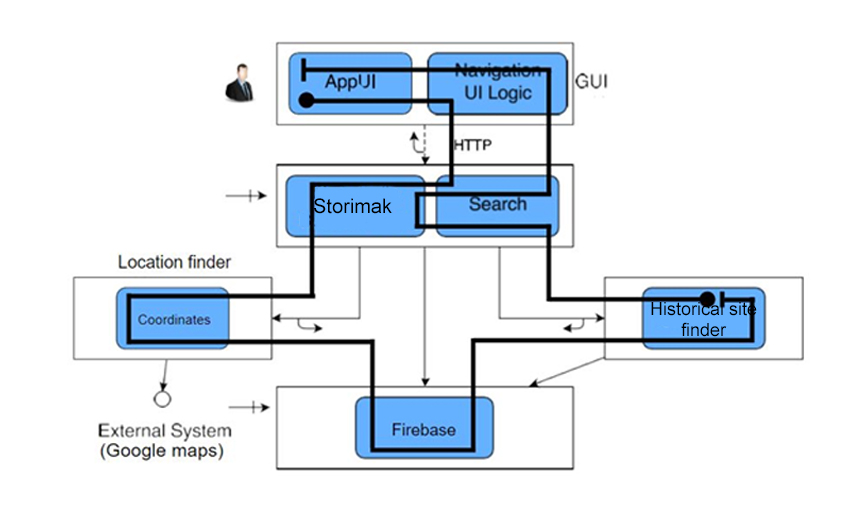 AppUI
Navigation
UI Logic
GUI
HTTP
Storimak
Search
Location finder
Coordinates
Historical site
finder
External System
(Google maps)
Firebase